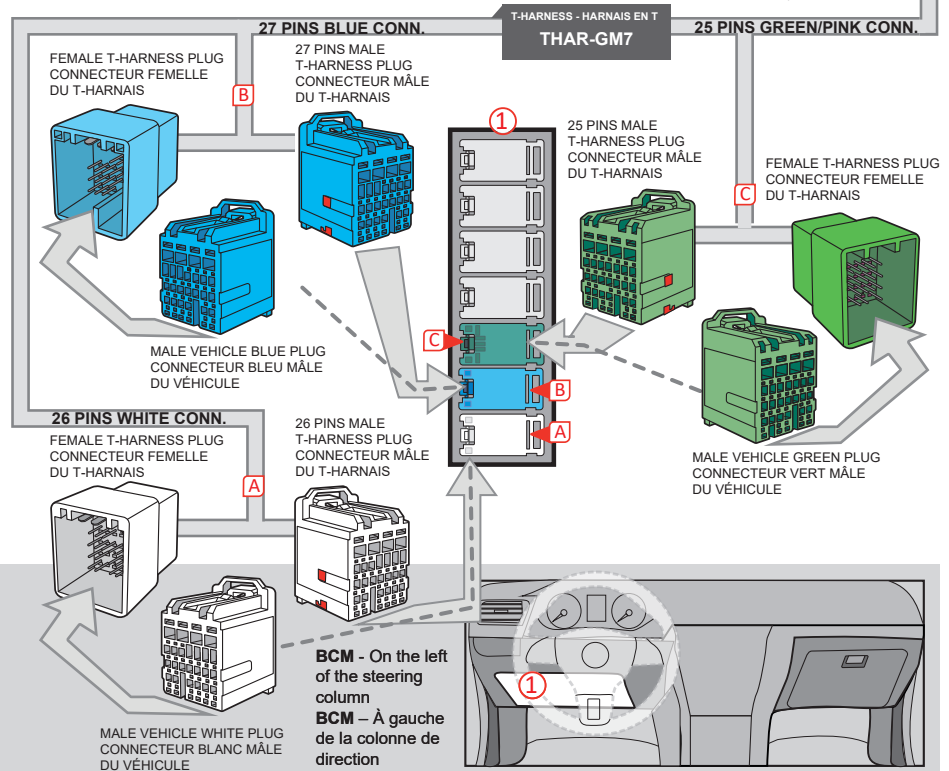 T-HARNESS - HARNAIS EN T
THAR-GM7
27 PINS BLUE CONN.
25 PINS GREEN/PINK CONN.
FEMALE T-HARNESS PLUG
CONNECTEUR FEMELLE
DU T-HARNAIS
B
27 PINS MALE
T-HARNESS PLUG
CONNECTEUR MÂLE
DU T-HARNAIS
1
25 PINS MALE
T-HARNESS PLUG
CONNECTEUR MÂLE
DU T-HARNAIS
C
FEMALE T-HARNESS PLUG
CONNECTEUR FEMELLE
DU T-HARNAIS
MALE VEHICLE BLUE PLUG
CONNECTEUR BLEU MÂLE
DU VÉHICULE
C
B
A
MALE VEHICLE GREEN PLUG
CONNECTEUR VERT MÂLE
DU VÉHICULE
26 PINS WHITE CONN.
FEMALE T-HARNESS PLUG
CONNECTEUR FEMELLE
DU T-HARNAIS
A
26 PINS MALE
T-HARNESS PLUG
CONNECTEUR MÂLE
DU T-HARNAIS
MALE VEHICLE WHITE PLUG
CONNECTEUR BLANC MÂLE
DU VÉHICULE
BCM - On the left
of the steering
column
BCM – À gauche
de la colonne de
direction
1